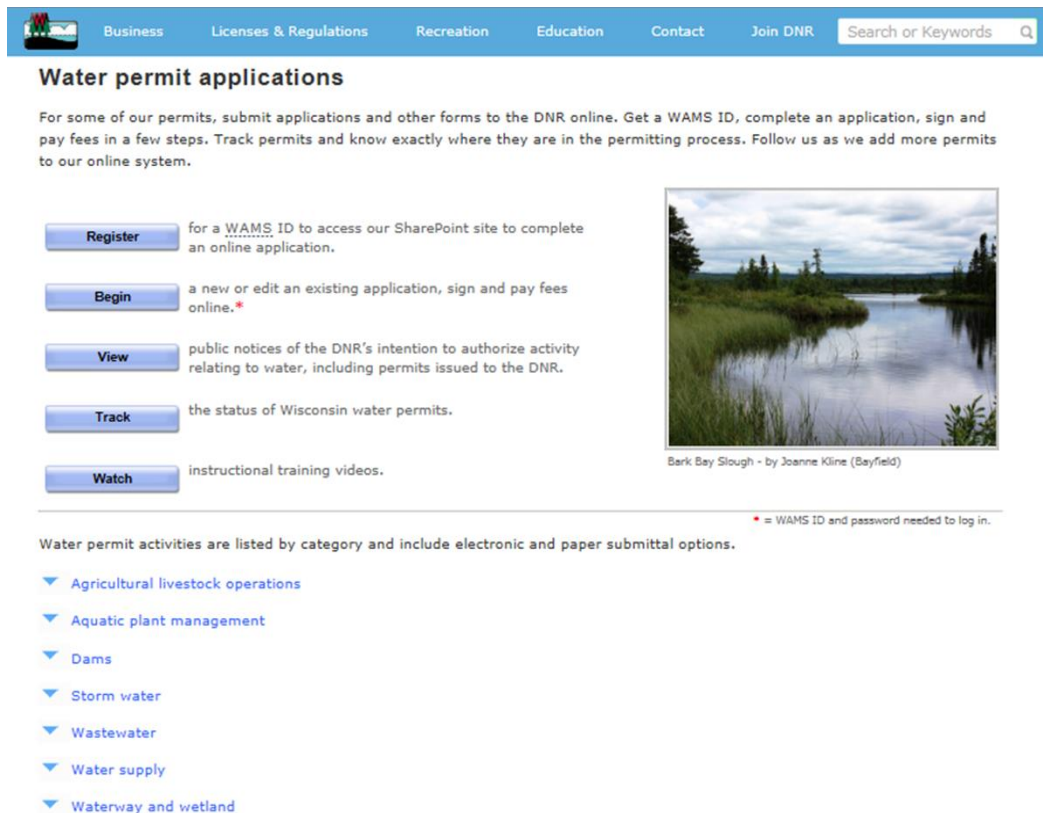 Business Licenses & Regulations Recreation Education Contact Join DNR Search or Keywords
Water permit applications
For some of our permits, submit applications and other forms to the DNR online. Get a WAMS ID, complete an application, sign and
pay fees in a few steps. Track permits and know exactly where they are in the permitting process. Follow us as we add more permits
to our online system.
Register for a WAMS ID to access our SharePoint site to complete
an online application.
Begin a new or edit an existing application, sign and pay fees
online.*
View public notices of the DNR's intention to authorize activity
relating to water, including permits issued to the DNR.
Track the status of Wisconsin water permits.
Watch instructional training videos.
Bark Bay Slough - by Joanne Kline (Bayfield)
* = WAMS ID and password needed to log in.
Water permit activities are listed by category and include electronic and paper submittal options.
Agricultural livestock operations
Aquatic plant management
Dams
Storm water
Wastewater
Water supply
Waterway and wetland